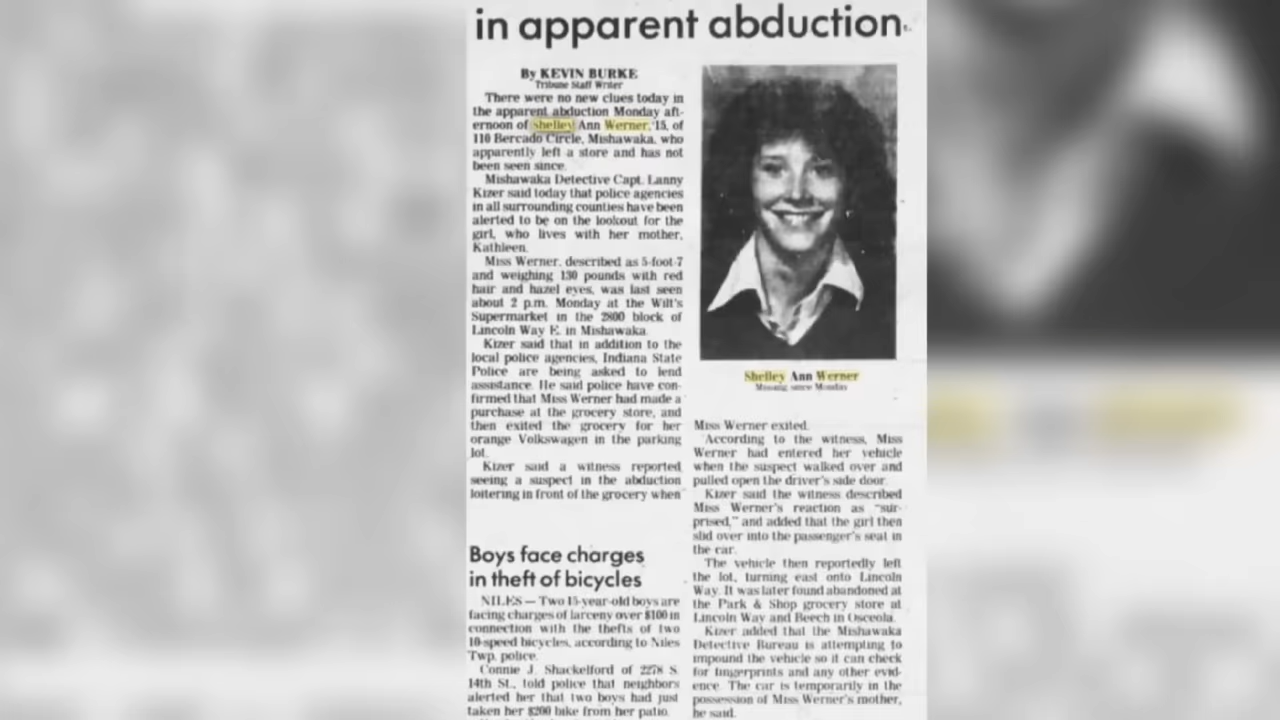 in apparent abduction
By KEVIN BURKE
Tribune Staff Writer
There were no new clues today in
the apparent abduction Monday aft-
ernoon of Shelley Ann Werner, 15, of
110 Bercado Circle, Mishawaka, who
apparently left a store and has not
been seen since.
Mishawaka Detective Capt. Lanny
Kizer said today that police agencies
in all surrounding counties have been
alerted to be on the lookout for the
girl, who lives with her mother,
Kathleen.
Miss Werner, described as 5-foot-7
and weighing 130 pounds with red
hair and hazel eyes, was last seen
about 2 p.m. Monday at the Wilt's
Supermarket in the 2800 block of
Lincoln Way E. in Mishawaka.
Kizer said that in addition to the
local police agencies, Indiana State
Police are being asked to lend
assistance. He said police have con-
firmed that Miss Werner had made a
purchase at the grocery store, and
then exited the grocery for her
orange Volkswagen in the parking
lot.
Kizer said a witness reported
seeing a suspect in the abduction
loitering in front of the grocery when
Boys face charges
in theft of bicycles
NILES — Two 15-year-old boys are
facing charges of larceny over $100 in
connection with the thefts of two
10-speed bicycles, according to Niles
Twp. police.
Connie J. Shackelford of 2278 S.
14th St., told police that neighbors
alerted her that two boys had just
taken her $200 bike from her patio.
Shelley Ann Werner
Missing since Monday
Miss Werner exited.
According to the witness, Miss
Werner had entered her vehicle
when the suspect walked over and
pulled open the driver's side door.
Kizer said the witness described
Miss Werner's reaction as "sur-
prised," and added that the girl then
slid over into the passenger's seat in
the car.
The vehicle then reportedly left
the lot, turning east onto Lincoln
Way. It was later found abandoned at
the Park & Shop grocery store at
Lincoln Way and Beech in Osceola.
Kizer added that the Mishawaka
Detective Bureau is attempting to
impound the vehicle so it can check
for fingerprints and any other evid-
ence. The car is temporarily in the
possession of Miss Werner's mother,
he said.